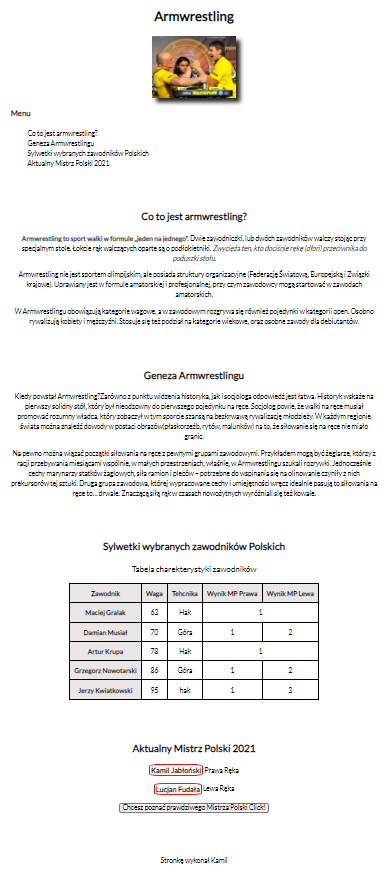 Armwrestling
Menu
Co to jest armwrestling?
Geneza Armwrestlingu
Sylwetki wybranych zawodników Polskich
Aktualny Mistrz Polski 2021
Co to jest armwrestling?
Armwrestling to sport walki w formule „jeden na jednego”. Dwie zawodniczki, lub dwóch zawodników walczy stojąc przy
specjalnym stole. Łokcie rąk walczących oparte są o podłokietniki. Zwycięża ten, kto dociśnie rękę (dłoń) przeciwnika do
poduszki stołu.
Armwrestling nie jest sportem olimpijskim, ale posiada struktury organizacyjne (Federację Światową, Europejską i Związki
krajowe). Uprawiany jest w formule amatorskiej i profesjonalnej, przy czym zawodowcy mogą startować w zawodach
amatorskich.
W Armwrestlingu obowiązują kategorie wagowe, a w zawodowym rozgrywa się również pojedynki w kategorii open. Osobno
rywalizują kobiety i mężczyźni. Stosuje się też podział na kategorie wiekowe, oraz osobne zawody dla debiutantów.
Geneza Armwrestlingu
Kiedy powstał Armwrestling?Zarówno z punktu widzenia historyka, jak i socjologa odpowiedź jest łatwa. Historyk wskaże na
pierwszy solidny stół, który był nieodzowny do pierwszego pojedynku na ręce. Socjolog powie, że walki na ręce musiał
promować rozumny władca, który zobaczył w tym sporcie szansą na bezkrwawą rywalizację młodzieży. W każdym regionie
świata można znaleźć dowody w postaci obrazów(płaskorzeźb, rytów, malunków) na to, że siłowanie się na ręce nie miało
granic.
Na pewno można wiązać początki siłowania na ręce z pewnymi grupami zawodowymi. Przykładem mogą być żeglarze, którzy z
racji przebywania miesiącami wspólnie, w małych przestrzeniach, właśnie, w Armwrestlingu szukali rozrywki. Jednocześnie
cechy marynarzy statków żaglowych, siła ramion i pleców – potrzebne do wspinania się na olinowanie czyniły z nich
prekursorów tej sztuki. Druga grupa zawodowa, której wypracowane cechy i umiejętności wręcz idealnie pasują to siłowania na
ręce to... drwale. Znaczącą siłą rąk w czasach nowożytnych wyróżniali się też kowale.
Sylwetki wybranych zawodników Polskich
Tabela charekterystyki zawodników
Zawodnik Waga Tehcnika Wynik MP Prawa Wynik MP Lewa
Maciej Gralak 63 Hak 1
Damian Musiał 70 Góra 1 2
Artur Krupa 78 Hak 1
Grzegorz Nowotarski 86 Góra 1 2
Jerzy Kwiatkowski 95 hak 1 3
Aktualny Mistrz Polski 2021
Kamil Jabłoński Prawa Ręka
Lucjan Fudała Lewa Ręka
Chcesz poznać prawdziwego Mistrza Polski Click!
Stronkę wykonał Kamil